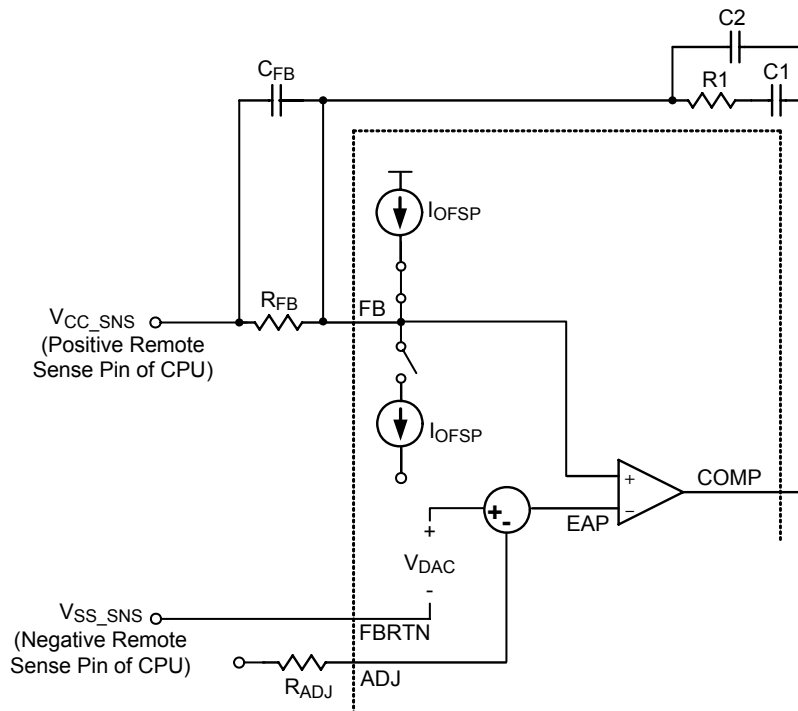 C2
CFB
R1
C1
IOFSP
RFB
FB
VCC_SNS
(Positive Remote
Sense Pin of CPU)
IOFSP
COMP
+
−
EAP
+
-
+
VDAC
-
VSS_SNS
(Negative Remote
Sense Pin of CPU)
FBRTN
RADJ
ADJ